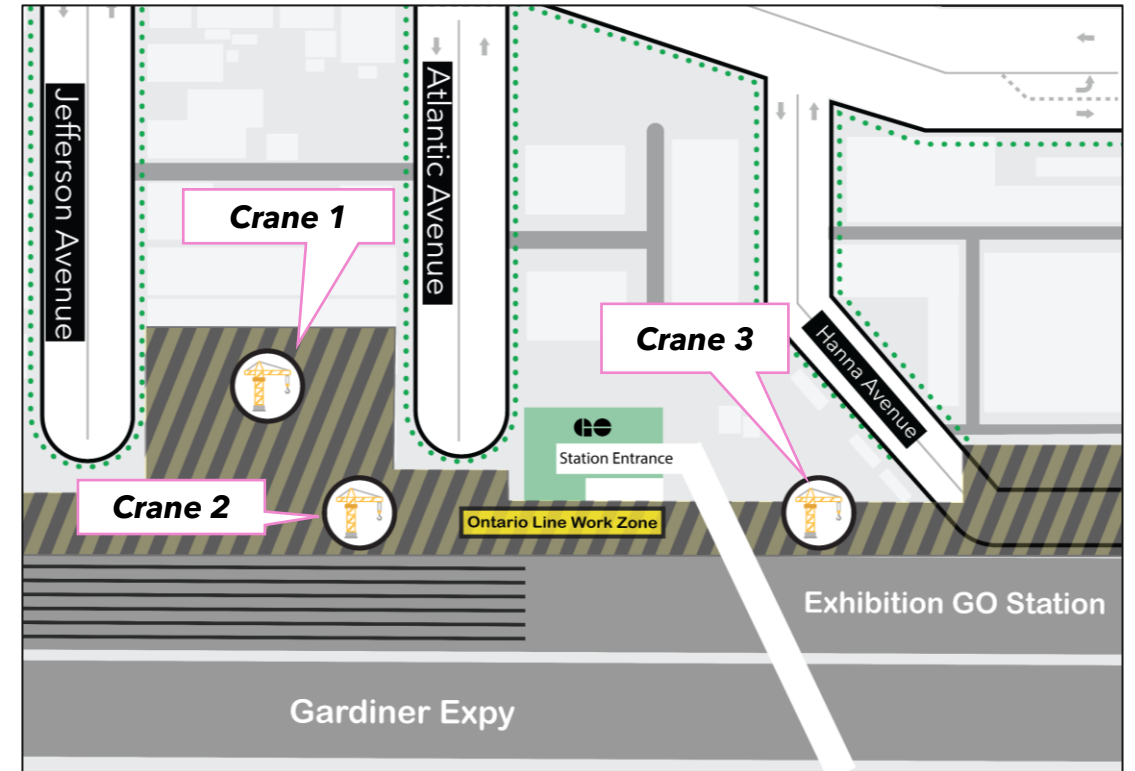 Jefferson Avenue
Atlantic Avenue
Crane 1
Crane 3
Hanna Avenue
GO
Station Entrance
Crane 2
Ontario Line Work Zone
Exhibition GO Station
Gardiner Expy